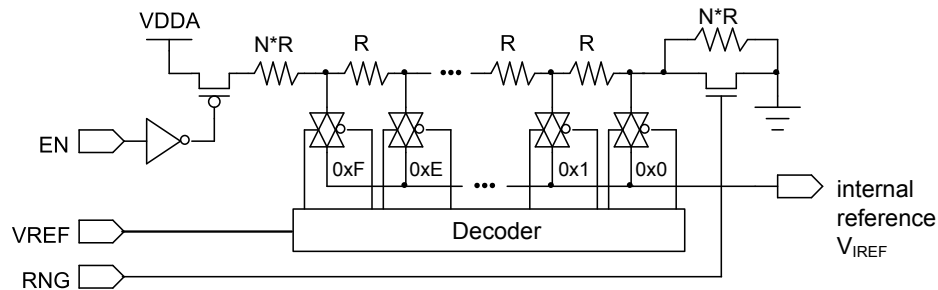 VDDA
N*R
R
•••
R
R
N*R
EN
0xF
0xE
0x1
0x0
•••
internal
reference
VIREF
VREF
Decoder
RNG